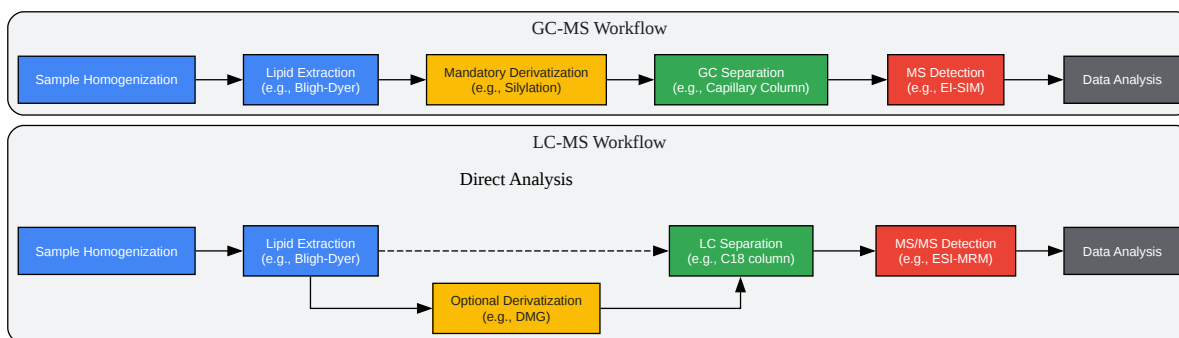 GC-MS Workflow
Sample Homogenization
Lipid Extraction
(e.g., Bligh-Dyer)
Mandatory Derivatization
(e.g., Silylation)
GC Separation
(e.g., Capillary Column)
MS Detection
(e.g., EI-SIM)
Data Analysis
LC-MS Workflow
Direct Analysis
Sample Homogenization
Lipid Extraction
(e.g., Bligh-Dyer)
LC Separation
(e.g., C18 column)
MS/MS Detection
(e.g., ESI-MRM)
Data Analysis
Optional Derivatization
(e.g., DMG)